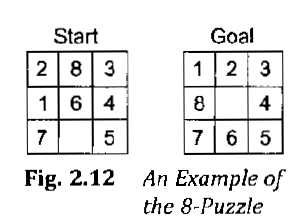 Start Goal
2 8 3 1 2 3
1 6 4 8 4
7 5 7 6 5
Fig. 2.12 An Example of
the 8-Puzzle